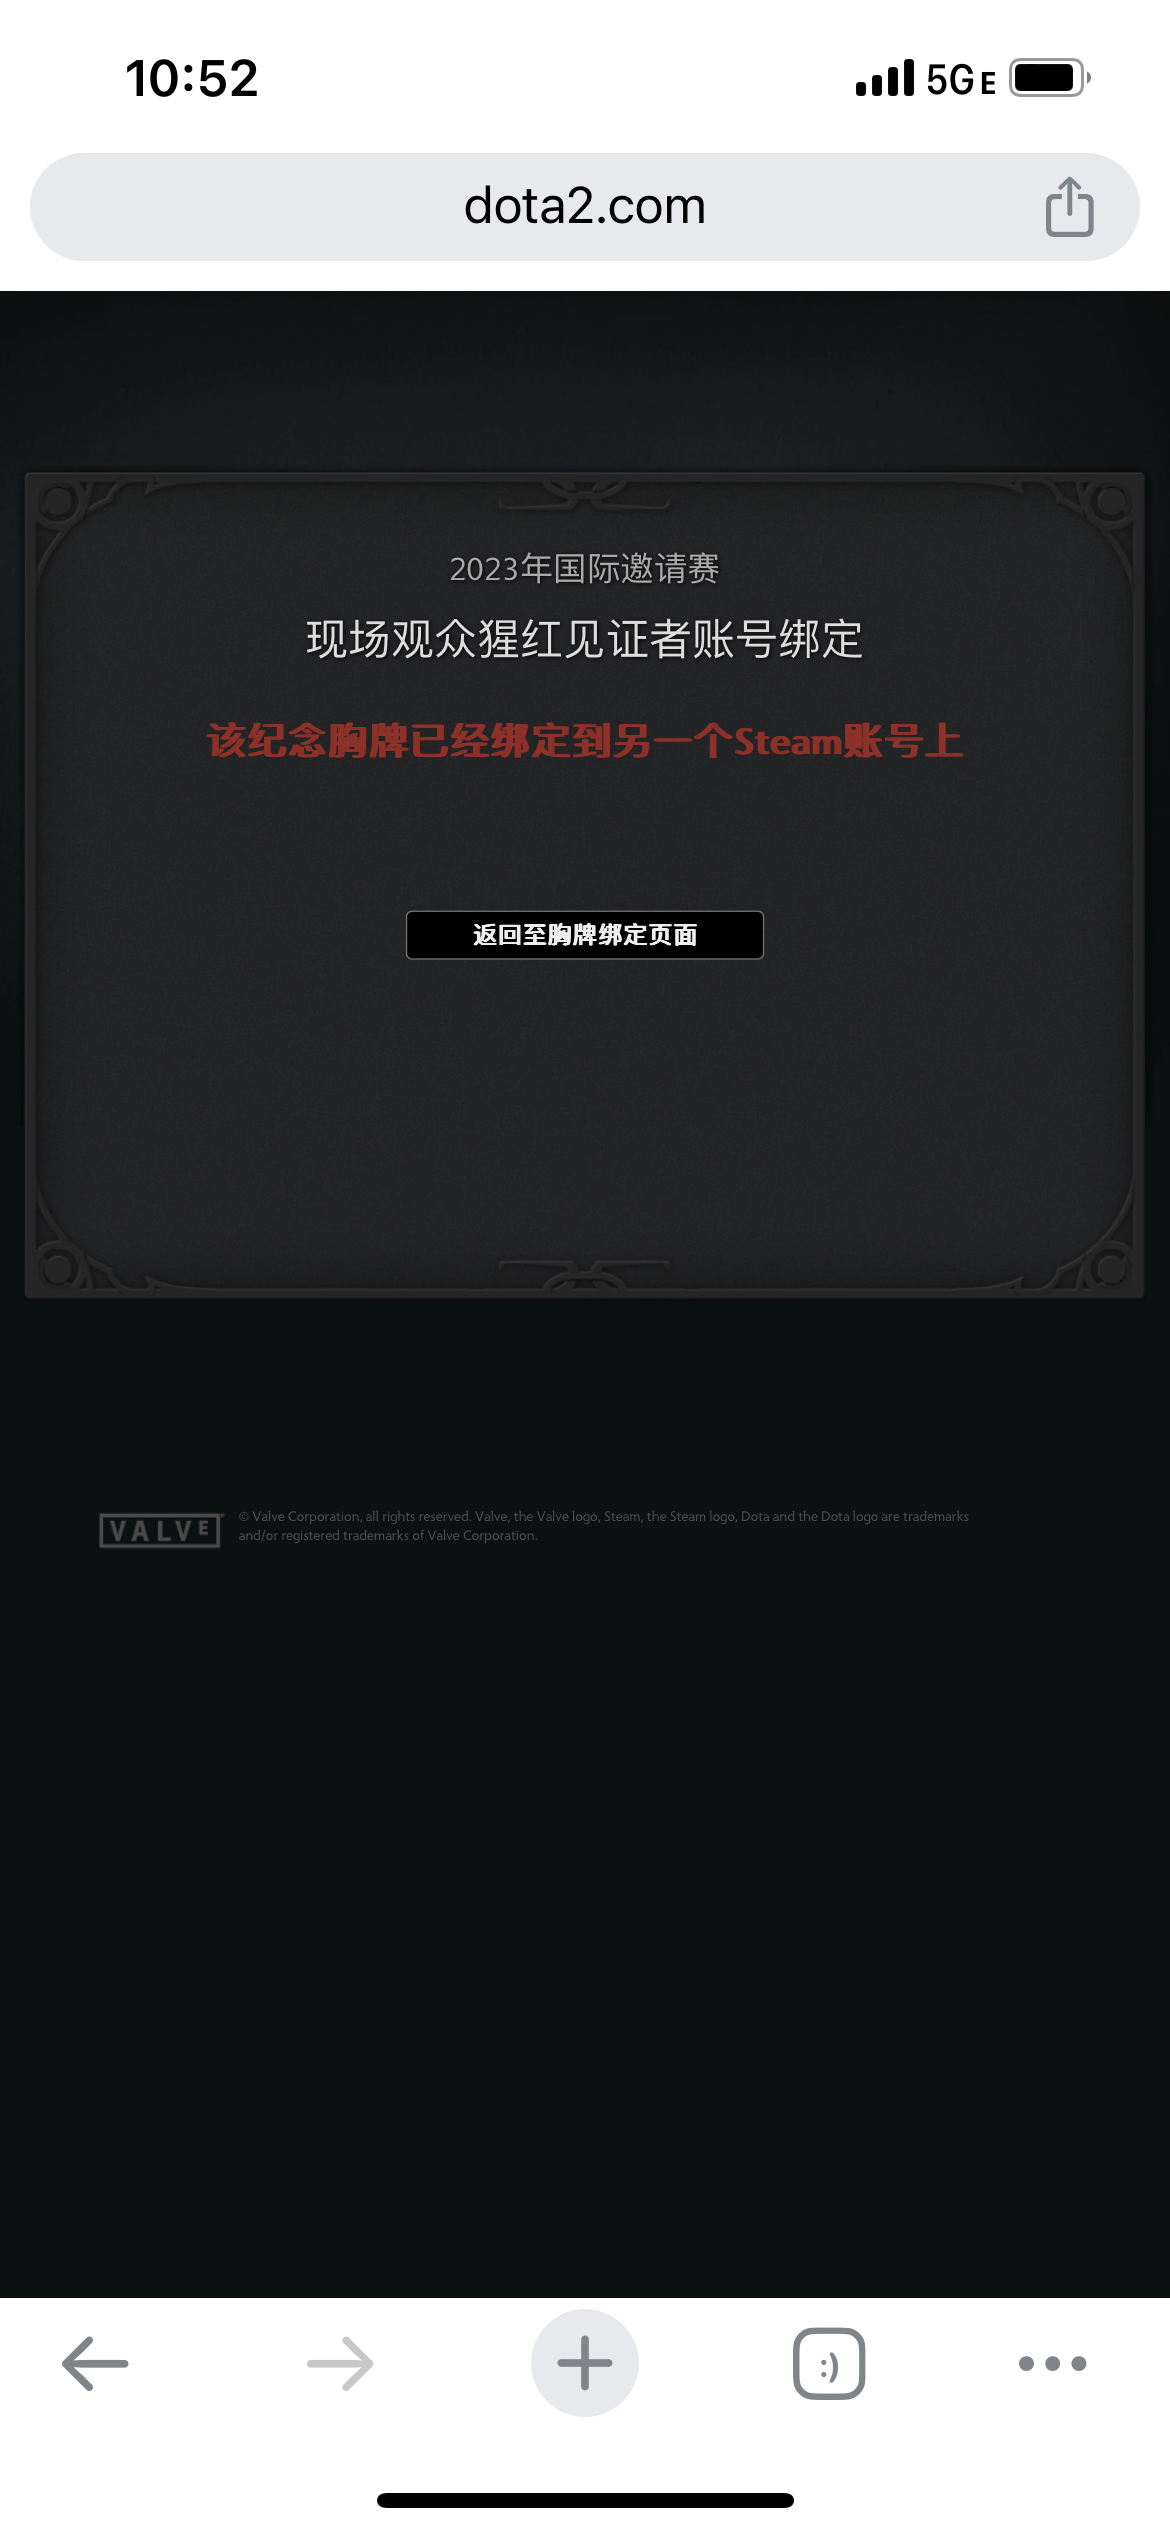 10:52
5G E
dota2.com
2023年国际邀请赛
现场观众猩红见证者账号绑定
该纪念胸牌已经绑定到另一个Steam账号上
返回至胸牌绑定页面
VALVE
© Valve Corporation, all rights reserved. Valve, the Valve logo, Steam, the Steam logo, Dota and the Dota logo are trademarks
and/or registered trademarks of Valve Corporation.
:)